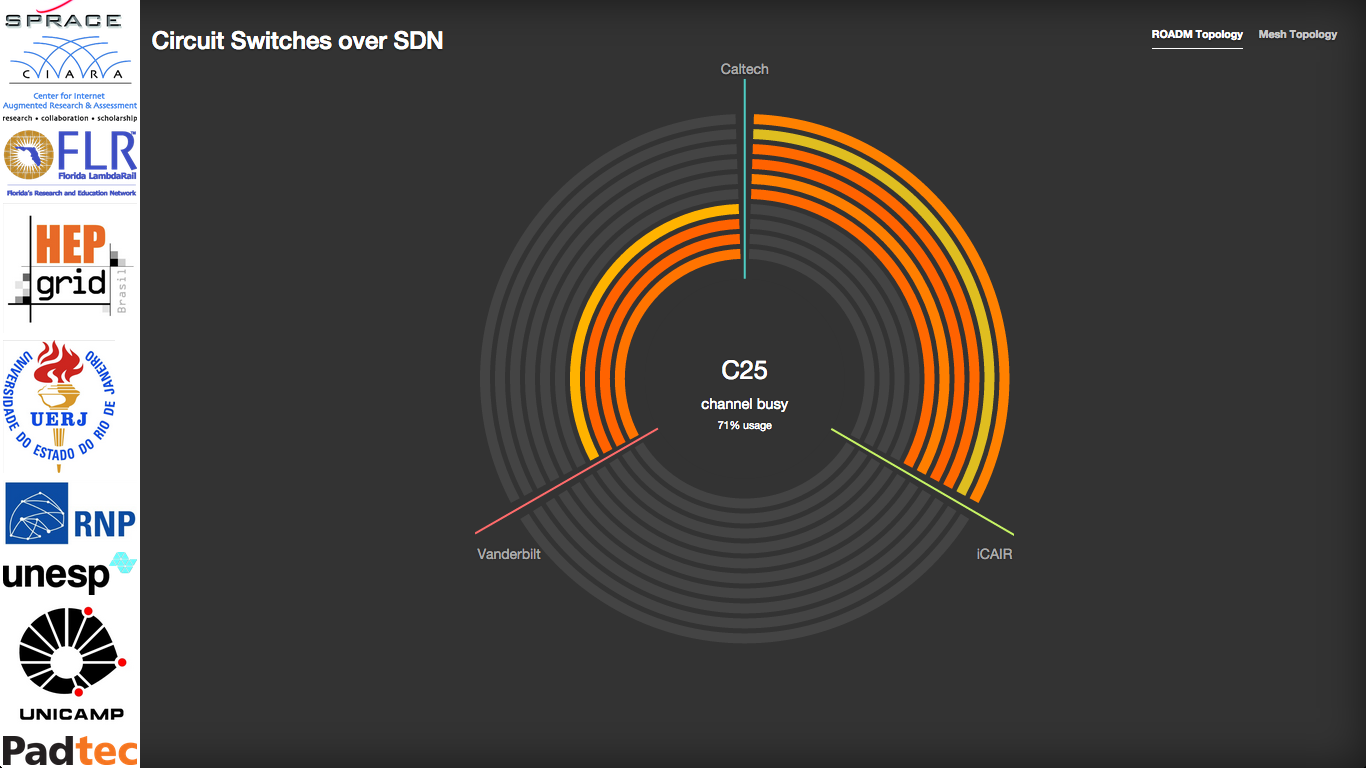 SPRACE
CIARA
Center for Internet
Augmented Research & Assessment
research • collaboration • scholarship
FLR™
Florida LambdaRail
Florida's Research and Education Network
HEP
grid
Brasil
UNIVERSIDADE DO ESTADO DO RIO DE JANEIRO
UERJ
RNP
unesp
UNICAMP
Padtec
Circuit Switches over SDN
ROADM Topology
Mesh Topology
Caltech
C25
channel busy
71% usage
Vanderbilt
iCAIR